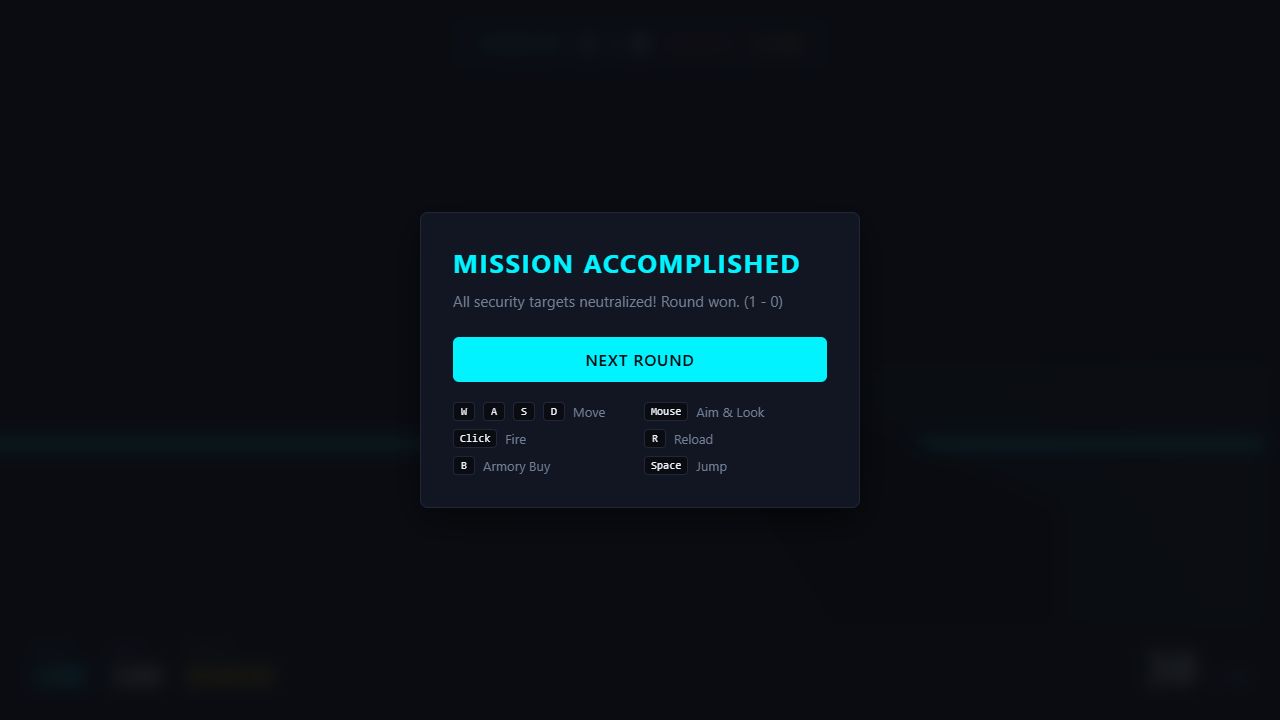 MISSION ACCOMPLISHED
All security targets neutralized! Round won. (1 - 0)
NEXT ROUND
W A S D Move Mouse Aim & Look
Click Fire R Reload
B Armory Buy Space Jump